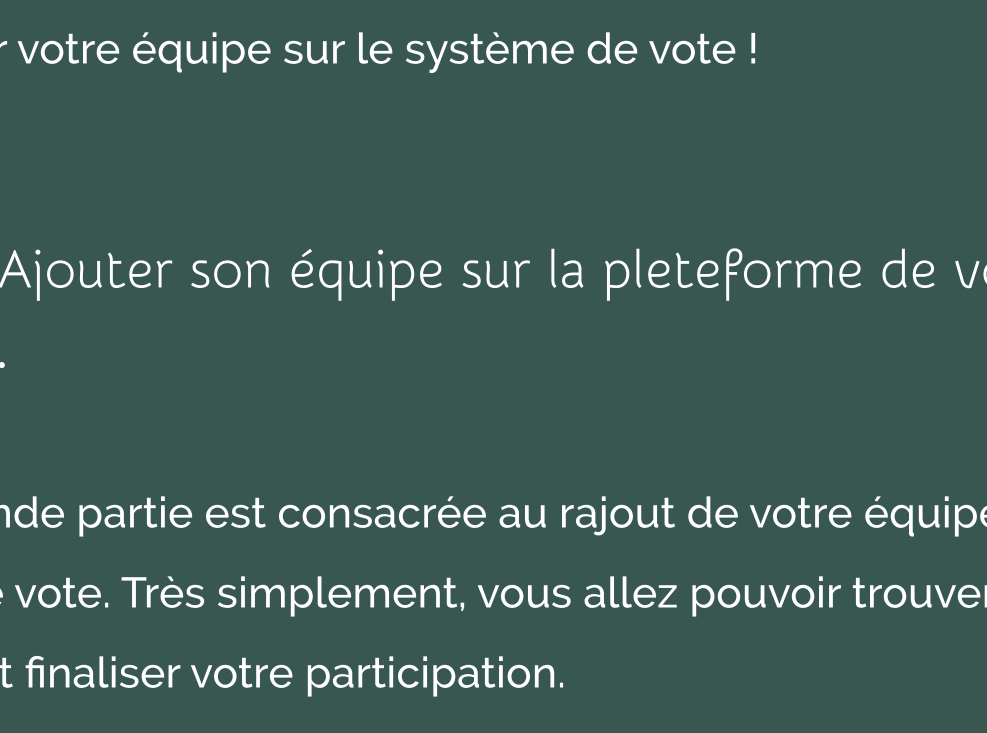 r votre équipe sur le système de vote !
Ajouter son équipe sur la pleteforme de vo
.
nde partie est consacrée au rajout de votre équipe
e vote. Très simplement, vous allez pouvoir trouver
t finaliser votre participation.